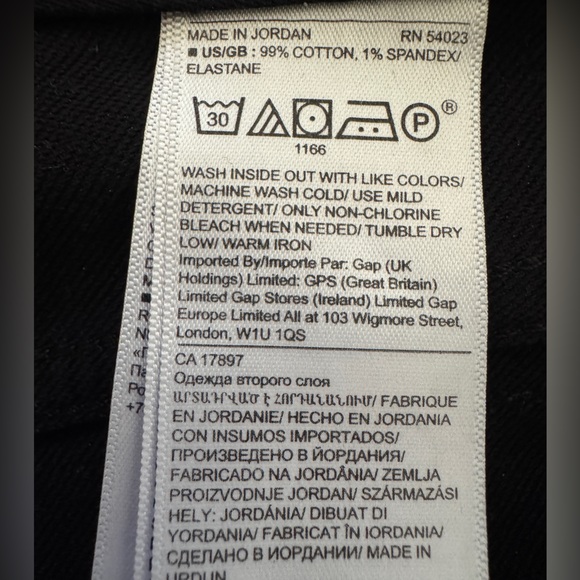 MADE IN JORDAN RN 54023
■ US/GB : 99% COTTON, 1% SPANDEX/
ELASTANE
30 P ®
1166
WASH INSIDE OUT WITH LIKE COLORS/
MACHINE WASH COLD/ USE MILD
DETERGENT/ ONLY NON-CHLORINE
BLEACH WHEN NEEDED/ TUMBLE DRY
LOW/ WARM IRON
Imported By/Importe Par: Gap (UK
Holdings) Limited: GPS (Great Britain)
Limited Gap Stores (Ireland) Limited Gap
Europe Limited All at 103 Wigmore Street,
London, W1U 1QS
CA 17897
Одежда второго слоя
ԱՐՏԱԴՐՎԱԾ Է ՀՈՐԴԱՆԱՆՈՒՄ/ FABRIQUE
EN JORDANIE/ HECHO EN JORDANIA
CON INSUMOS IMPORTADOS/
ПРОИЗВЕДЕНО В ЙОРДАНИЯ/
FABRICADO NA JORDÂNIA/ ZEMLJA
PROIZVODNJE JORDAN/ SZÁRMAZÁSI
HELY: JORDÁNIA/ DIBUAT DI
YORDANIA/ FABRICAT ÎN IORDANIA/
СДЕЛАНО В ИОРДАНИИ/ MADE IN
URDUN